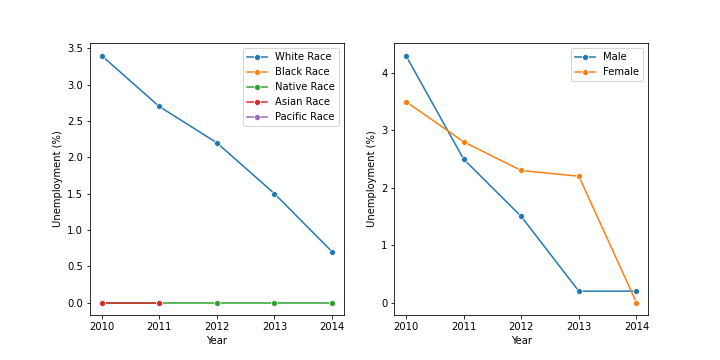 3.5
3.0
2.5
2.0
1.5
1.0
0.5
0.0
Unemployment (%)
2010 2011 2012 2013 2014
Year
White Race
Black Race
Native Race
Asian Race
Pacific Race
4
3
2
1
0
Unemployment (%)
2010 2011 2012 2013 2014
Year
Male
Female